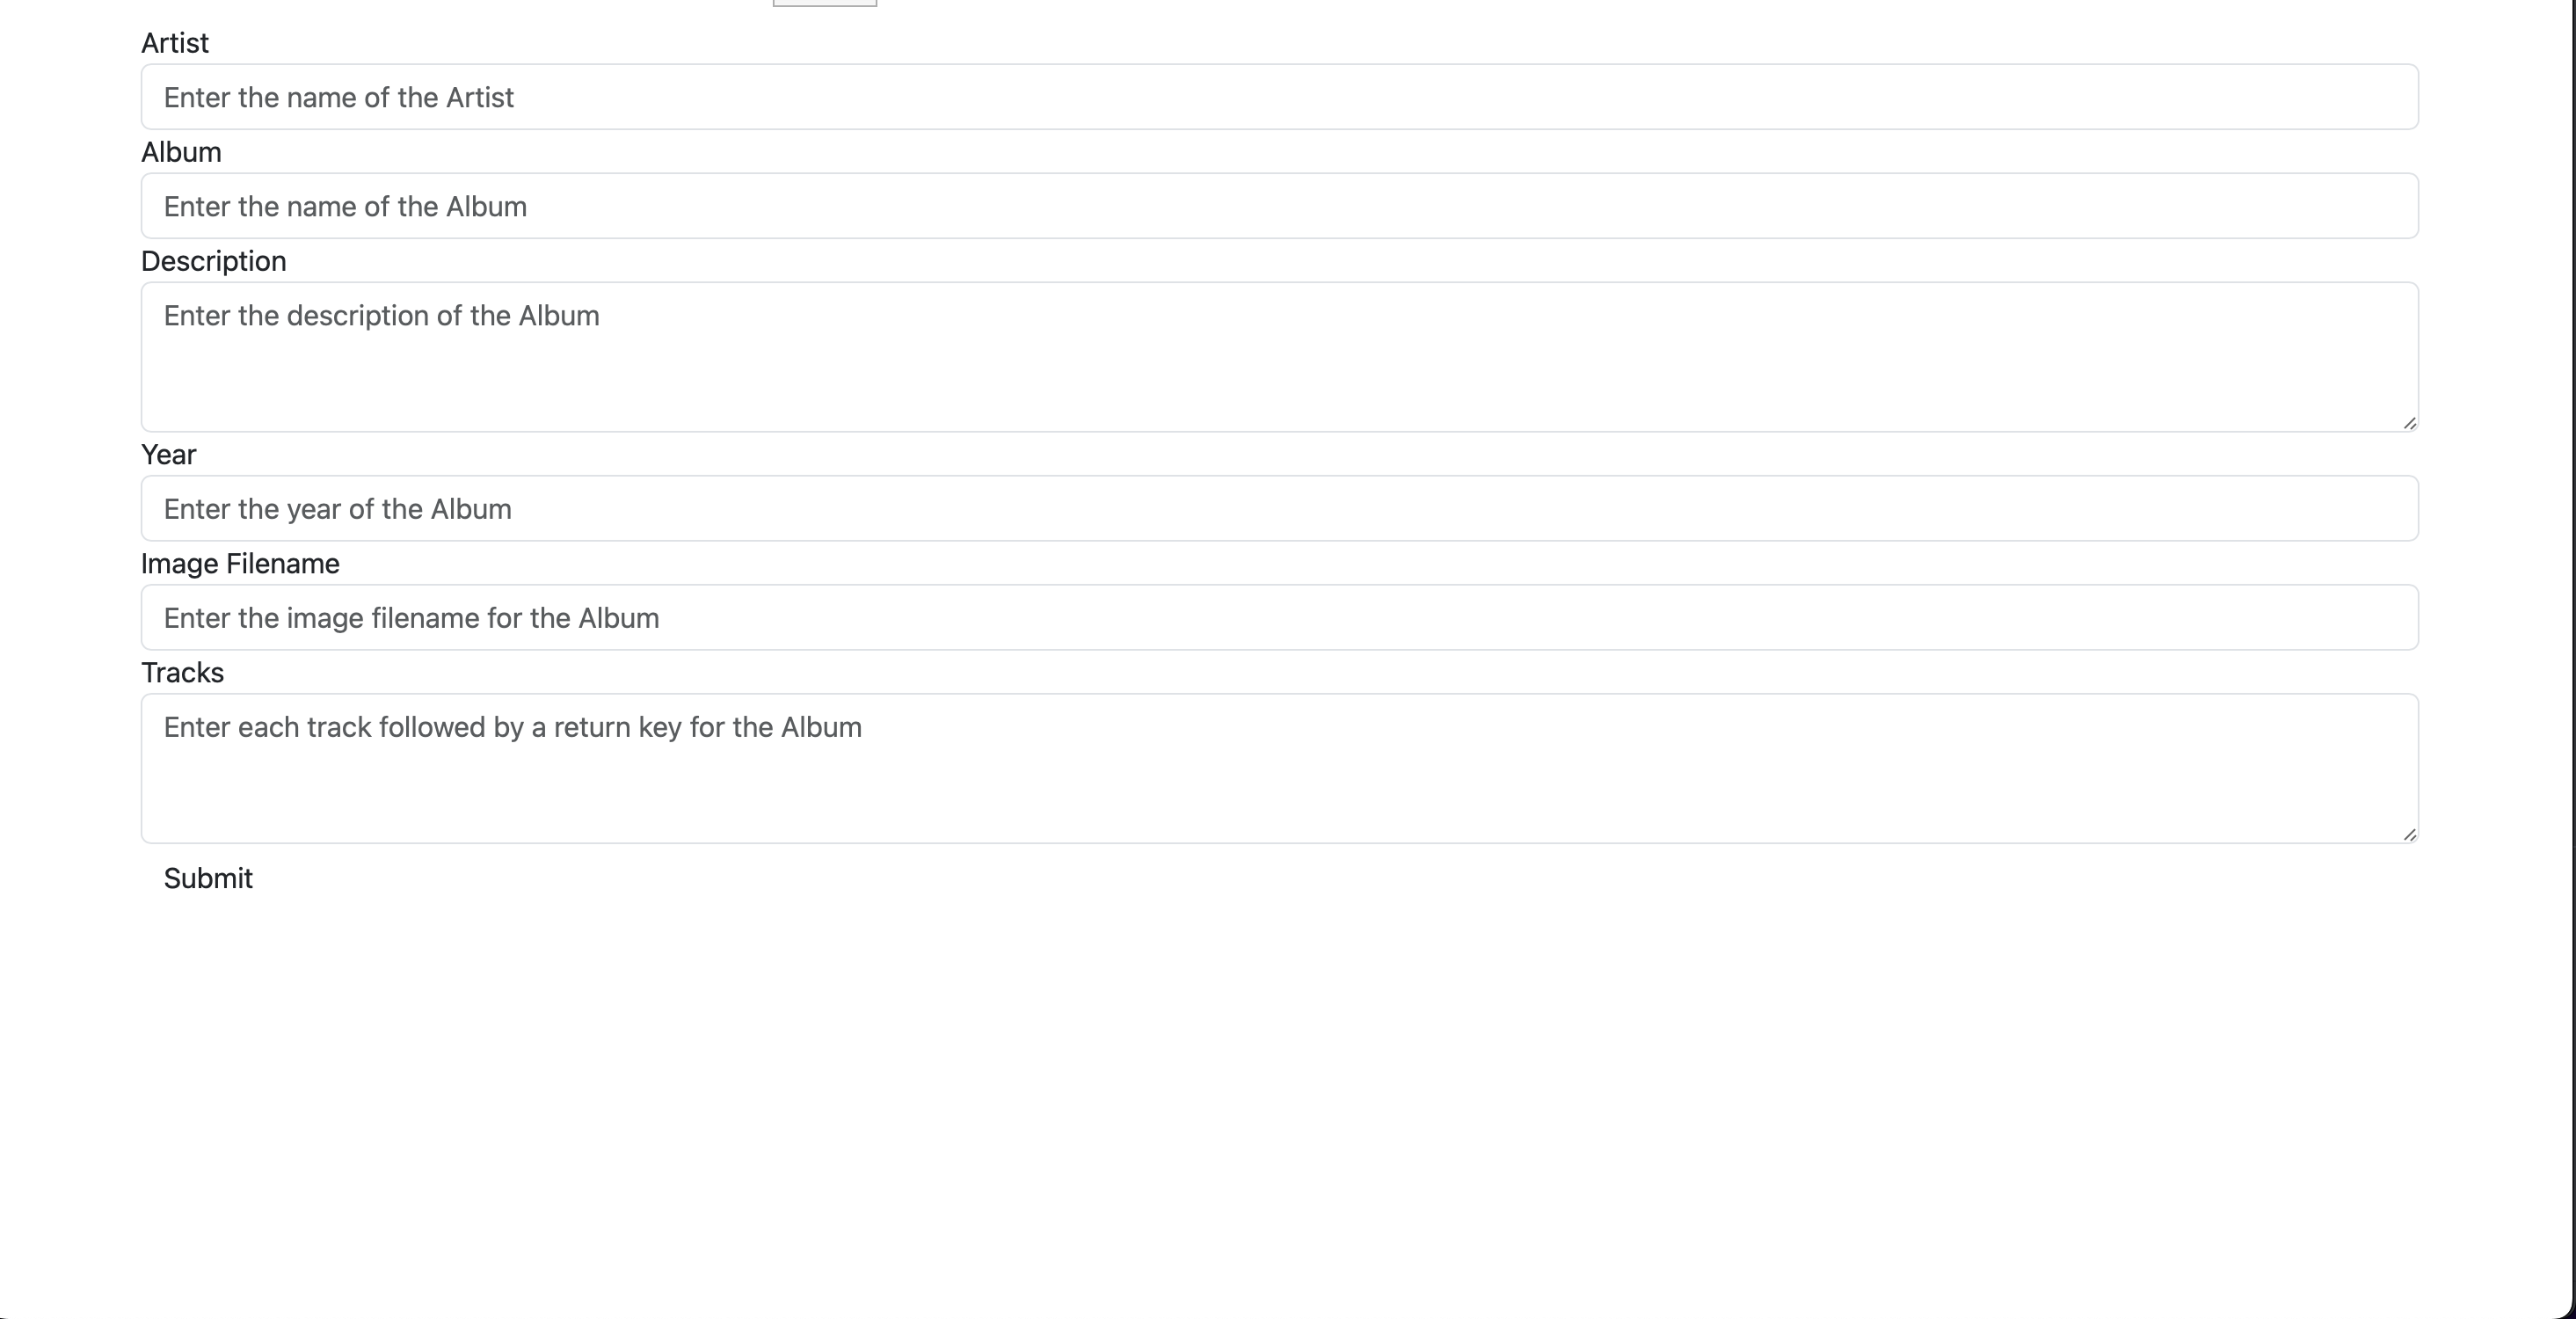 Artist
Enter the name of the Artist
Album
Enter the name of the Album
Description
Enter the description of the Album
Year
Enter the year of the Album
Image Filename
Enter the image filename for the Album
Tracks
Enter each track followed by a return key for the Album
Submit